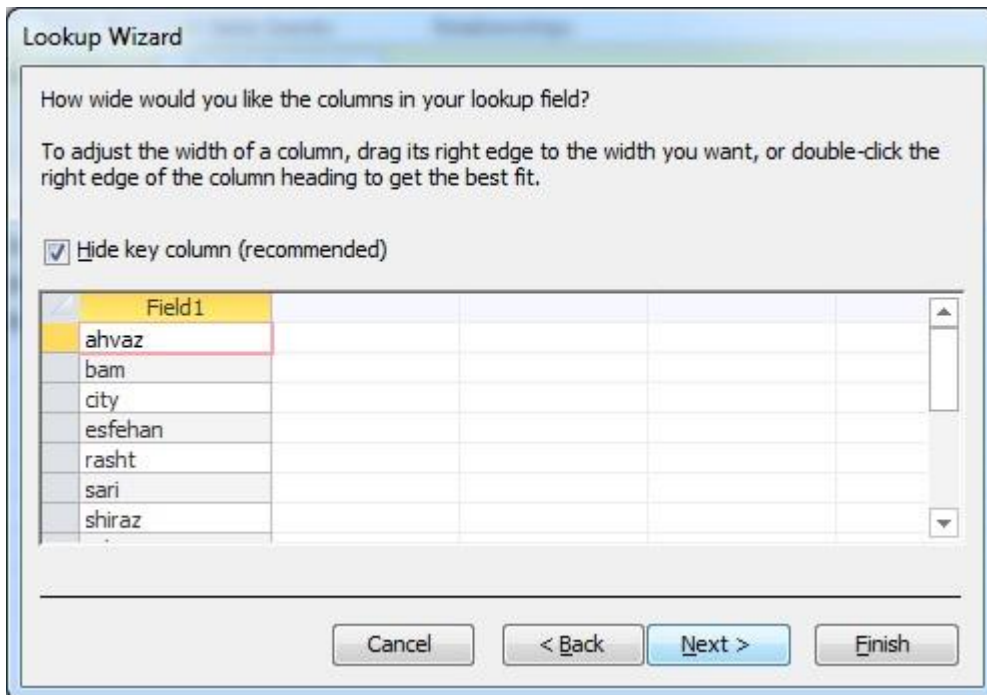 Lookup Wizard
How wide would you like the columns in your lookup field?
To adjust the width of a column, drag its right edge to the width you want, or double-click the
right edge of the column heading to get the best fit.
Hide key column (recommended)
Field1
ahvaz
bam
city
esfehan
rasht
sari
shiraz
Cancel
< Back
Next >
Finish